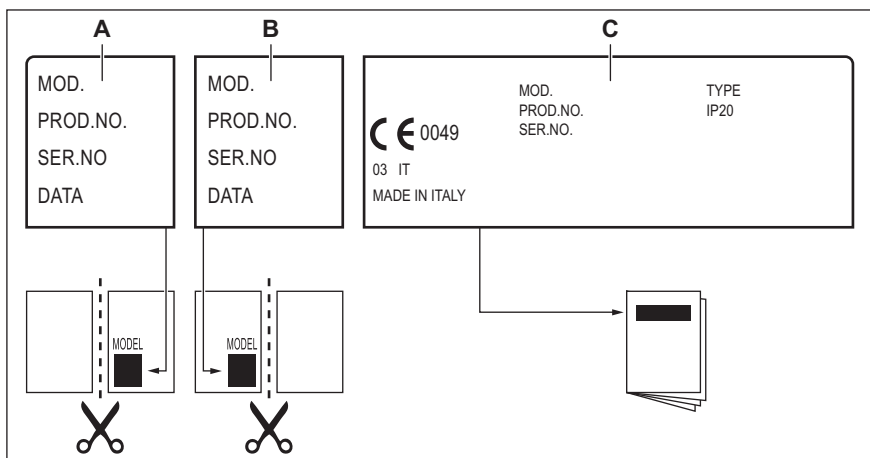 A
B
C
MOD.
PROD.NO.
SER.NO
DATA
MOD.
PROD.NO.
SER.NO
DATA
MOD.
PROD.NO.
SER.NO.
TYPE
IP20
CE 0049
03 IT
MADE IN ITALY
MODEL
MODEL